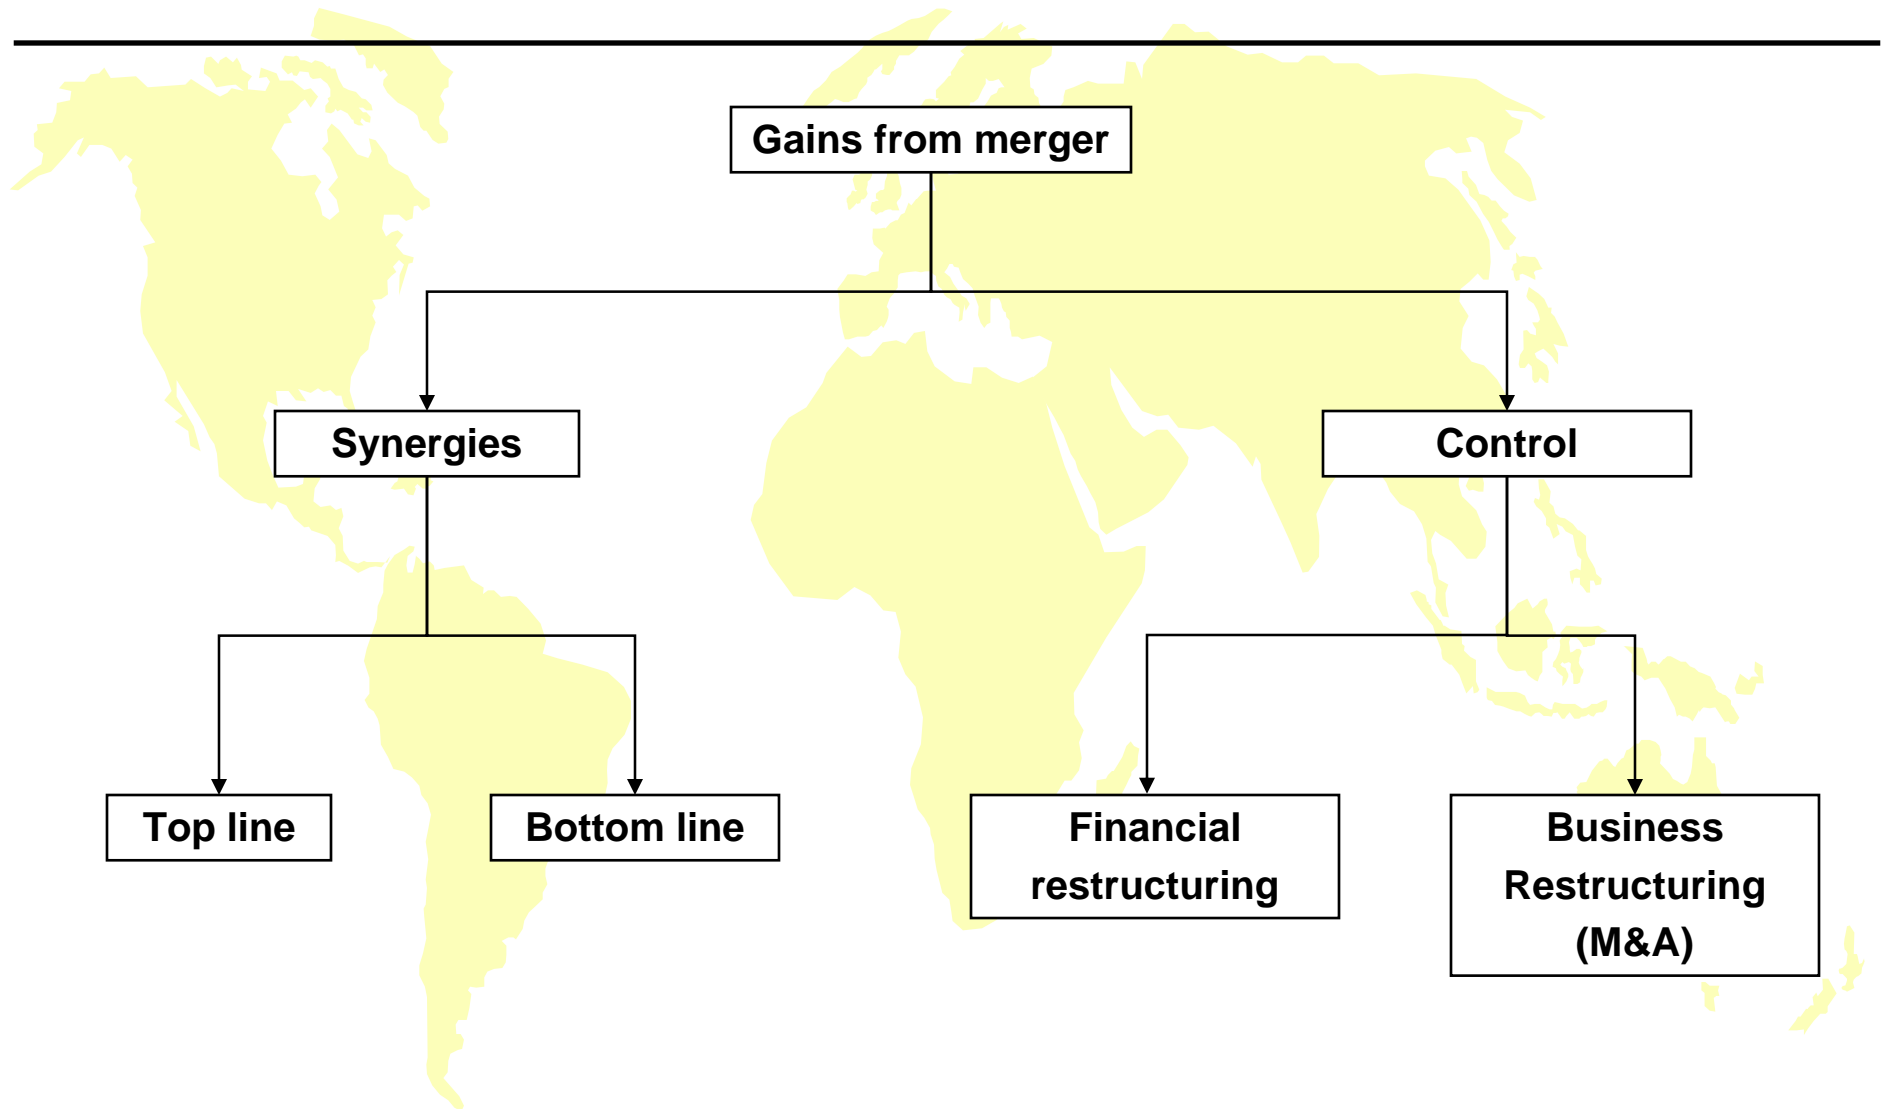 Gains from merger
Synergies
Control
Top line
Bottom line
Financial
restructuring
Business
Restructuring
(M&A)